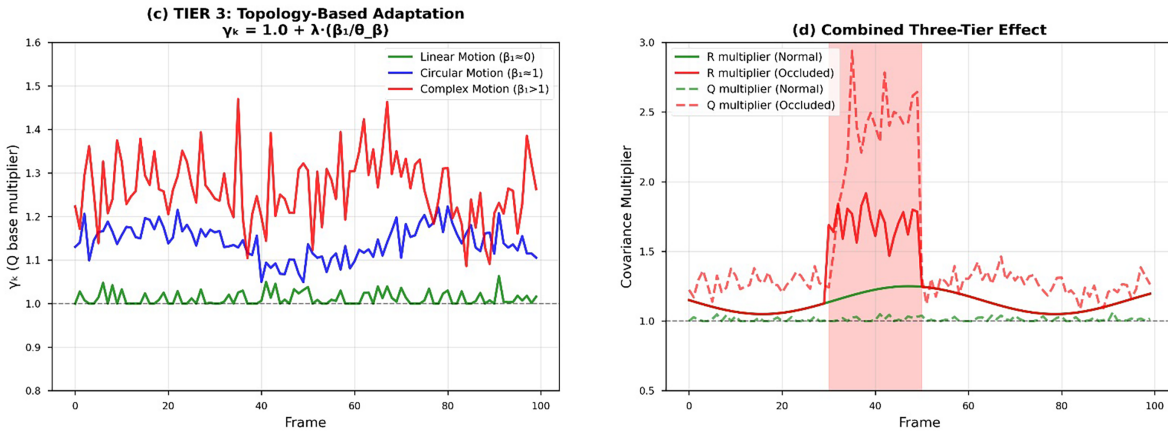 (c) TIER 3: Topology-Based Adaptation
γₖ = 1.0 + λ·(β₁/θ_β)
1.6
1.5
1.4
1.3
1.2
1.1
1.0
0.9
0.8
γₖ (Q base multiplier)
Linear Motion (β₁≈0)
Circular Motion (β₁≈1)
Complex Motion (β₁>1)
0
20
40
60
80
100
Frame
(d) Combined Three-Tier Effect
3.0
2.5
2.0
1.5
1.0
0.5
Covariance Multiplier
R multiplier (Normal)
R multiplier (Occluded)
Q multiplier (Normal)
Q multiplier (Occluded)
0
20
40
60
80
100
Frame